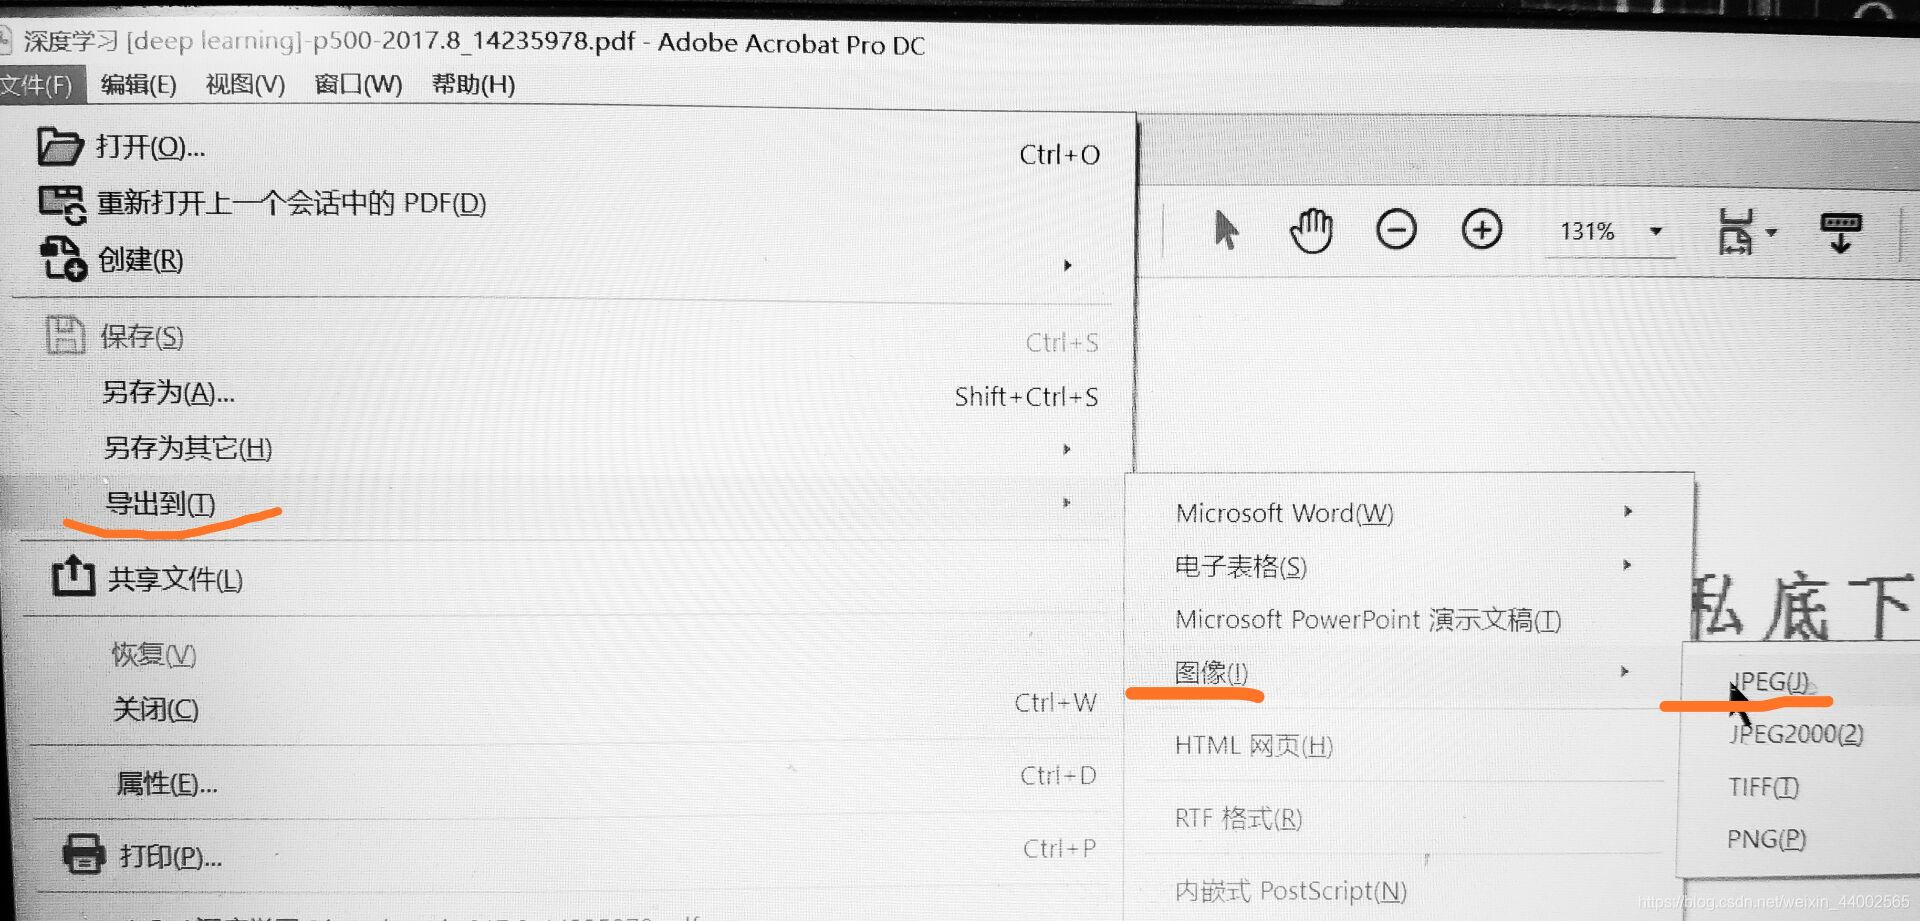 深度学习 [deep learning]-p500-2017.8_14235978.pdf - Adobe Acrobat Pro DC
文件(F) 编辑(E) 视图(V) 窗口(W) 帮助(H)
打开(O)... Ctrl+O
重新打开上一个会话中的 PDF(D)
创建(R)
131%
保存(S) Ctrl+S
另存为(A)... Shift+Ctrl+S
另存为其它(H)
导出到(T)
共享文件(L)
恢复(V)
关闭(C) Ctrl+W
属性(E)... Ctrl+D
打印(P)... Ctrl+P
Microsoft Word(W)
电子表格(S)
Microsoft PowerPoint 演示文稿(T)
图像(I)
HTML 网页(H)
RTF 格式(R)
内嵌式 PostScript(N)
私底下
JPEG(J)
JPEG2000(2)
TIFF(T)
PNG(P)
https://blog.csdn.net/weixin_44002565